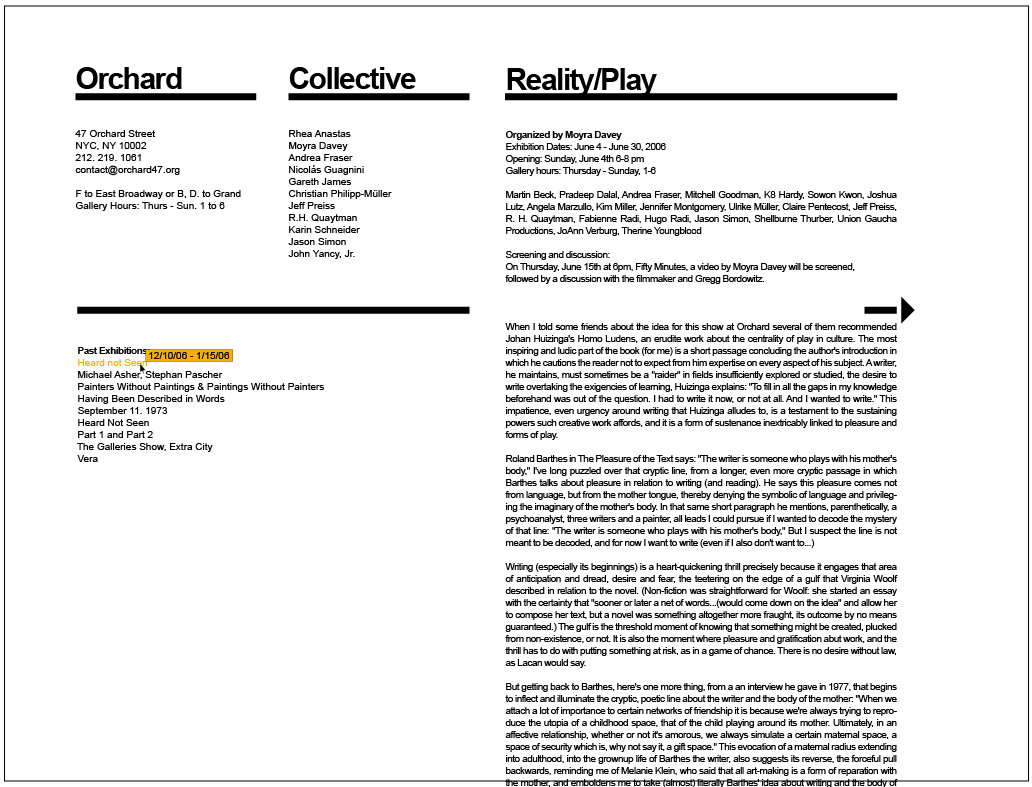 Orchard
47 Orchard Street
NYC, NY 10002
212. 219. 1061
contact@orchard47.org
F to East Broadway or B, D. to Grand
Gallery Hours: Thurs - Sun. 1 to 6
Collective
Rhea Anastas
Moyra Davey
Andrea Fraser
Nicolás Guagnini
Gareth James
Christian Philipp-Müller
Jeff Preiss
R.H. Quaytman
Karin Schneider
Jason Simon
John Yancy, Jr.
Past Exhibitions:
12/10/06 - 1/15/06
Heard not Seen
Michael Asher, Stephan Pascher
Painters Without Paintings & Paintings Without Painters
Having Been Described in Words
September 11. 1973
Heard Not Seen
Part 1 and Part 2
The Galleries Show, Extra City
Vera
Reality/Play
Organized by Moyra Davey
Exhibition Dates: June 4 - June 30, 2006
Opening: Sunday, June 4th 6-8 pm
Gallery hours: Thursday - Sunday, 1-6
Martin Beck, Pradeep Dalal, Andrea Fraser, Mitchell Goodman, K8 Hardy, Sowon Kwon, Joshua
Lutz, Angela Marzullo, Kim Miller, Jennifer Montgomery, Ulrike Müller, Claire Pentecost, Jeff Preiss,
R. H. Quaytman, Fabienne Radi, Hugo Radi, Jason Simon, Shellburne Thurber, Union Gaucha
Productions, JoAnn Verburg, Therine Youngblood
Screening and discussion:
On Thursday, June 15th at 6pm, Fifty Minutes, a video by Moyra Davey will be screened,
followed by a discussion with the filmmaker and Gregg Bordowitz.
When I told some friends about the idea for this show at Orchard several of them recommended
Johan Huizinga's Homo Ludens, an erudite work about the centrality of play in culture. The most
inspiring and ludic part of the book (for me) is a short passage concluding the author's introduction in
which he cautions the reader not to expect from him expertise on every aspect of his subject. A writer,
he maintains, must sometimes be a "raider" in fields insufficiently explored or studied, the desire to
write overtaking the exigencies of learning, Huizinga explains: "To fill in all the gaps in my knowledge
beforehand was out of the question. I had to write it now, or not at all. And I wanted to write." This
impatience, even urgency around writing that Huizinga alludes to, is a testament to the sustaining
powers such creative work affords, and it is a form of sustenance inextricably linked to pleasure and
forms of play.
Roland Barthes in The Pleasure of the Text says: "The writer is someone who plays with his mother's
body," I've long puzzled over that cryptic line, from a longer, even more cryptic passage in which
Barthes talks about pleasure in relation to writing (and reading). He says this pleasure comes not
from language, but from the mother tongue, thereby denying the symbolic of language and privileg-
ing the imaginary of the mother's body. In that same short paragraph he mentions, parenthetically, a
psychoanalyst, three writers and a painter, all leads I could pursue if I wanted to decode the mystery
of that line: "The writer is someone who plays with his mother's body," But I suspect the line is not
meant to be decoded, and for now I want to write (even if I also don't want to...)
Writing (especially its beginnings) is a heart-quickening thrill precisely because it engages that area
of anticipation and dread, desire and fear, the teetering on the edge of a gulf that Virginia Woolf
described in relation to the novel. (Non-fiction was straightforward for Woolf: she started an essay
with the certainty that "sooner or later a net of words...(would come down on the idea" and allow her
to compose her text, but a novel was something altogether more fraught, its outcome by no means
guaranteed.) The gulf is the threshold moment of knowing that something might be created, plucked
from non-existence, or not. It is also the moment where pleasure and gratification abut work, and the
thrill has to do with putting something at risk, as in a game of chance. There is no desire without law,
as Lacan would say.
But getting back to Barthes, here's one more thing, from a an interview he gave in 1977, that begins
to inflect and illuminate the cryptic, poetic line about the writer and the body of the mother: "When we
attach a lot of importance to certain networks of friendship it is because we're always trying to repro-
duce the utopia of a childhood space, that of the child playing around its mother. Ultimately, in an
affective relationship, whether or not it's amorous, we always simulate a certain maternal space, a
space of security which is, why not say it, a gift space." This evocation of a maternal radius extending
into adulthood, into the grownup life of Barthes the writer, also suggests its reverse, the forceful pull
backwards, reminding me of Melanie Klein, who said that all art-making is a form of reparation with
the mother, and emboldens me to take (almost) literally Barthes' idea about writing and the body of